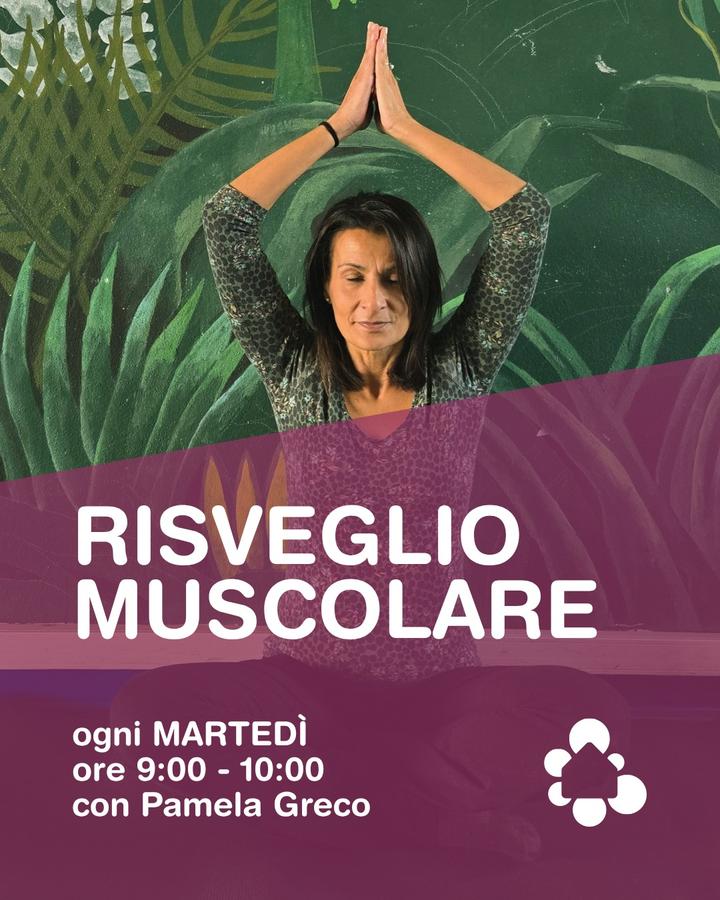 RISVEGLIO
MUSCOLARE
ogni MARTEDÌ
ore 9:00 - 10:00
con Pamela Greco